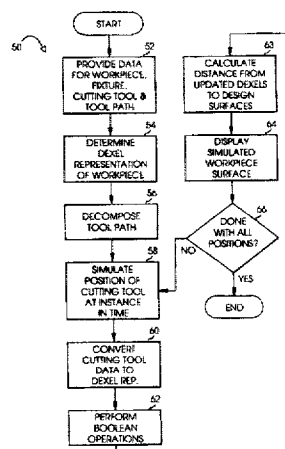 50
START
52
PROVIDE DATA
FOR WORKPIECE,
FIXTURE,
CUTTING TOOL &
TOOL PATH
54
DETERMINE
DEXEL
REPRESENTATION
OF WORKPIECE
56
DECOMPOSE
TOOL PATH
58
SIMULATE
POSITION OF
CUTTING TOOL
AT INSTANCE
IN TIME
60
CONVERT
CUTTING TOOL
DATA TO
DEXEL REP.
62
PERFORM
BOOLEAN
OPERATIONS
63
CALCULATE
DISTANCE FROM
UPDATED DEXELS
TO DESIGN
SURFACES
64
DISPLAY
SIMULATED
WORKPIECE
SURFACE
66
DONE
WITH ALL
POSITIONS?
NO
YES
END